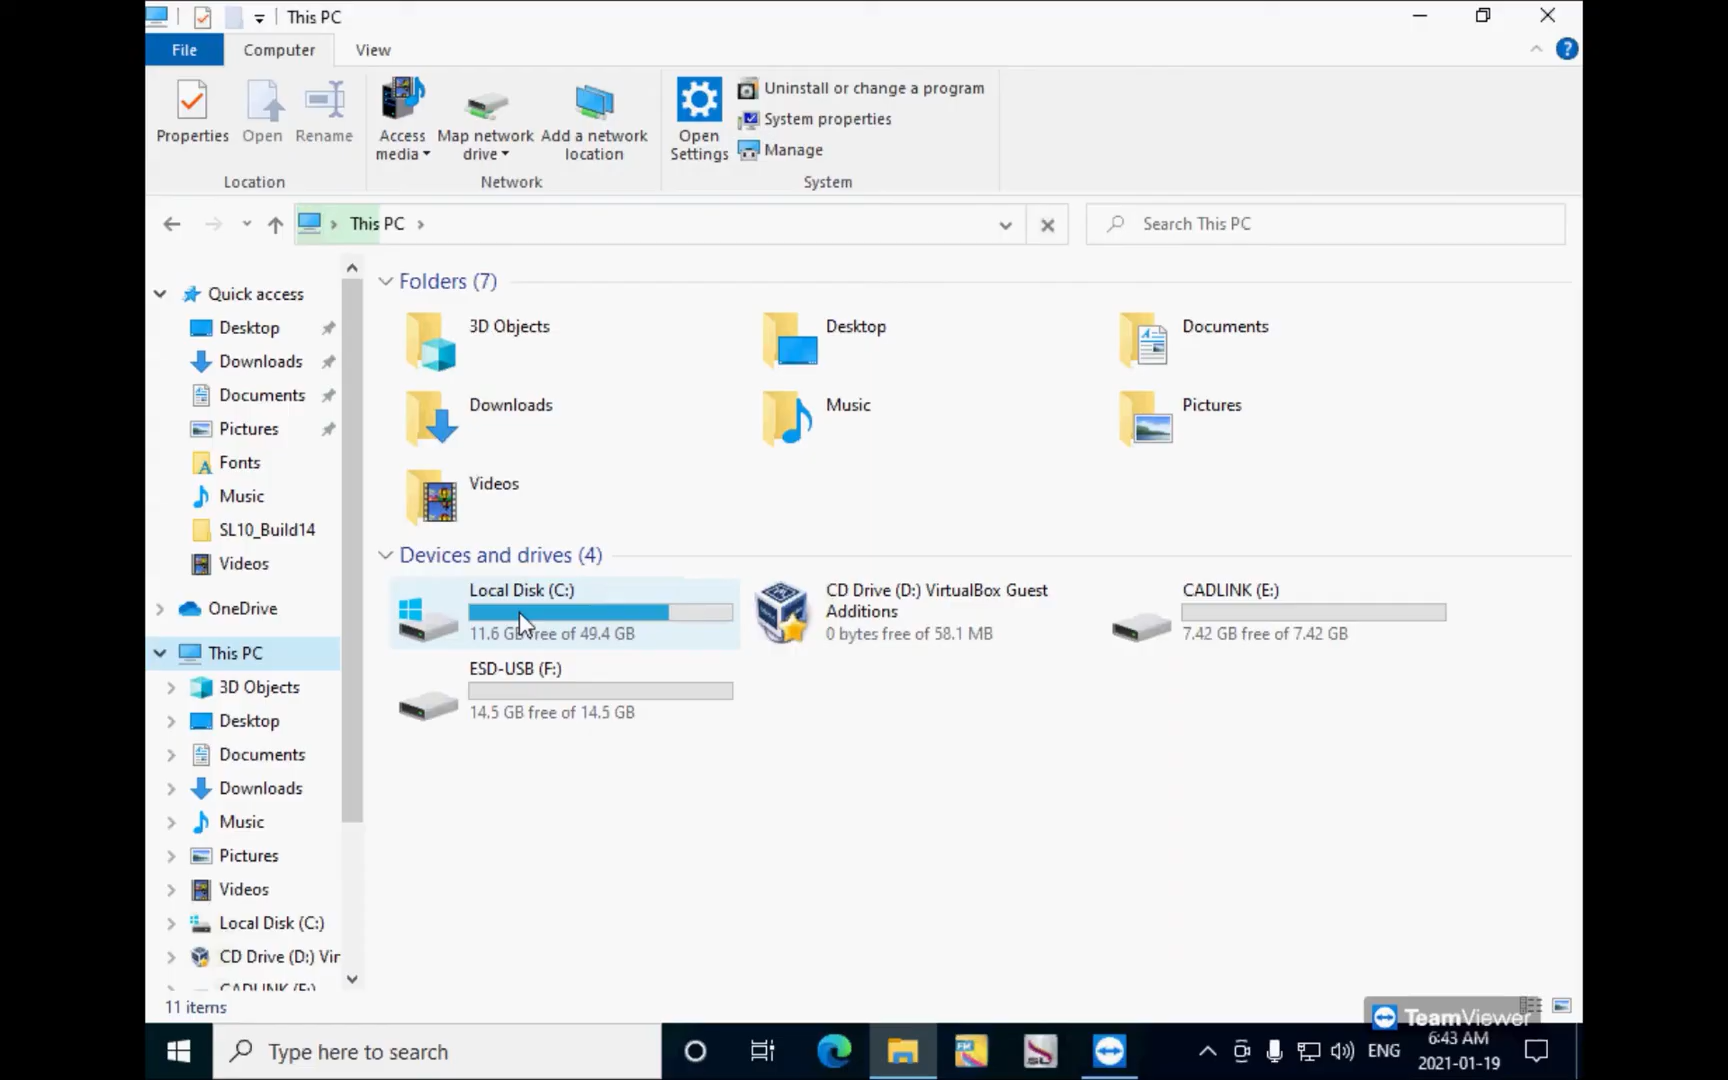 This PC
File Computer View
Properties Open Rename Access media Map network drive Add a network location Open Settings Uninstall or change a program
System properties
Manage
Location Network System
This PC Search This PC
Quick access
Desktop
Downloads
Documents
Pictures
Fonts
Music
SL10_Build14
Videos
OneDrive
This PC
3D Objects
Desktop
Documents
Downloads
Music
Pictures
Videos
Local Disk (C:)
CD Drive (D:) Vir
CADLINK (E:)
Folders (7)
3D Objects Desktop Documents
Downloads Music Pictures
Videos
Devices and drives (4)
Local Disk (C:)
11.6 GB free of 49.4 GB
CD Drive (D:) VirtualBox Guest
Additions
0 bytes free of 58.1 MB
CADLINK (E:)
7.42 GB free of 7.42 GB
ESD-USB (F:)
14.5 GB free of 14.5 GB
11 items
TeamViewer
Type here to search
FM
SL
ENG
6:43 AM
2021-01-19